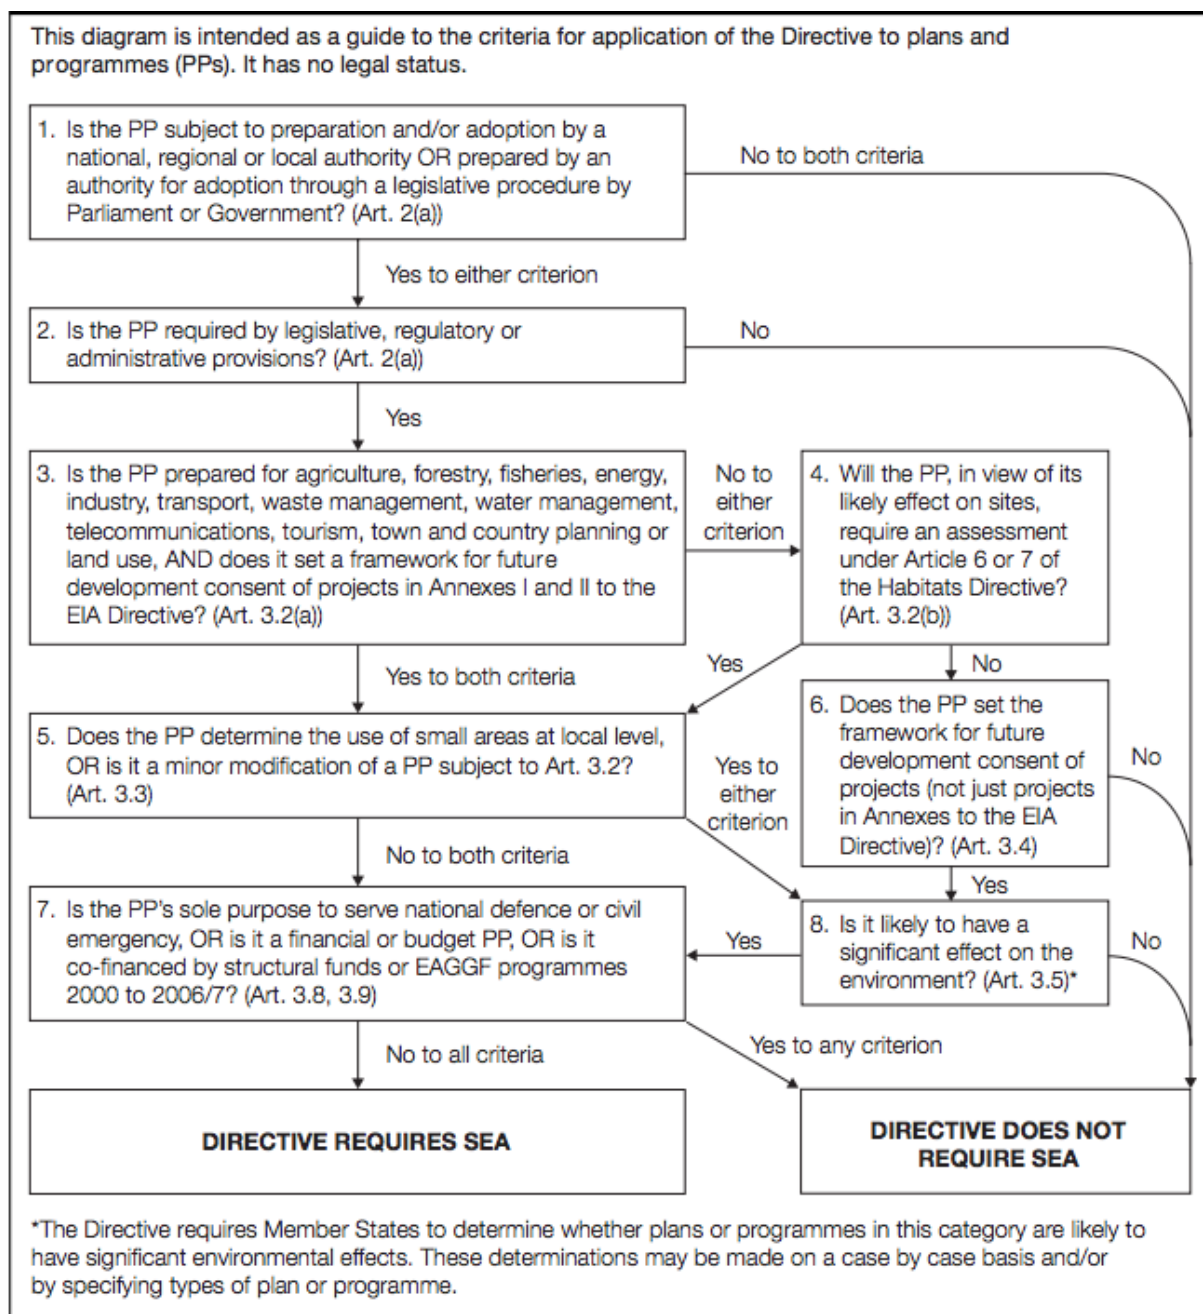 This diagram is intended as a guide to the criteria for application of the Directive to plans and
programmes (PPs). It has no legal status.
1. Is the PP subject to preparation and/or adoption by a
national, regional or local authority OR prepared by an
authority for adoption through a legislative procedure by
Parliament or Government? (Art. 2(a))
No to both criteria
Yes to either criterion
2. Is the PP required by legislative, regulatory or
administrative provisions? (Art. 2(a))
No
Yes
3. Is the PP prepared for agriculture, forestry, fisheries, energy,
industry, transport, waste management, water management,
telecommunications, tourism, town and country planning or
land use, AND does it set a framework for future
development consent of projects in Annexes I and II to the
EIA Directive? (Art. 3.2(a))
No to
either
criterion
4. Will the PP, in view of its
likely effect on sites,
require an assessment
under Article 6 or 7 of
the Habitats Directive?
(Art. 3.2(b))
Yes to both criteria
Yes
No
5. Does the PP determine the use of small areas at local level,
OR is it a minor modification of a PP subject to Art. 3.2?
(Art. 3.3)
Yes to
either
criterion
6. Does the PP set the
framework for future
development consent of
projects (not just projects
in Annexes to the EIA
Directive)? (Art. 3.4)
No
No to both criteria
Yes
7. Is the PP's sole purpose to serve national defence or civil
emergency, OR is it a financial or budget PP, OR is it
co-financed by structural funds or EAGGF programmes
2000 to 2006/7? (Art. 3.8, 3.9)
Yes
8. Is it likely to have a
significant effect on the
environment? (Art. 3.5)*
No
No to all criteria
Yes to any criterion
DIRECTIVE REQUIRES SEA
DIRECTIVE DOES NOT
REQUIRE SEA
*The Directive requires Member States to determine whether plans or programmes in this category are likely to
have significant environmental effects. These determinations may be made on a case by case basis and/or
by specifying types of plan or programme.